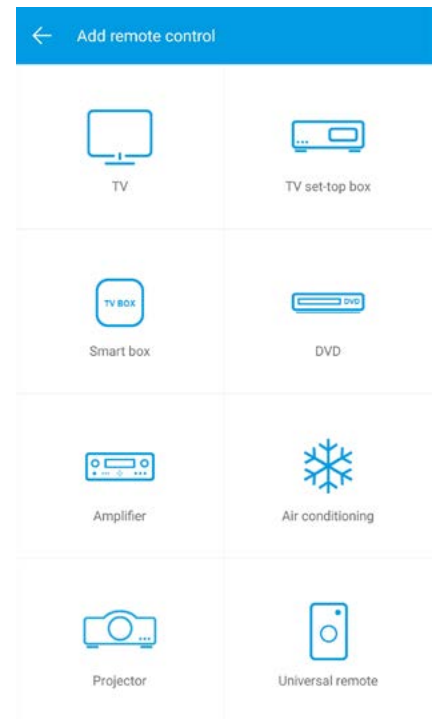 Add remote control
TV
TV set-top box
TV BOX
DVD
Smart box
DVD
Amplifier
Air conditioning
Projector
Universal remote